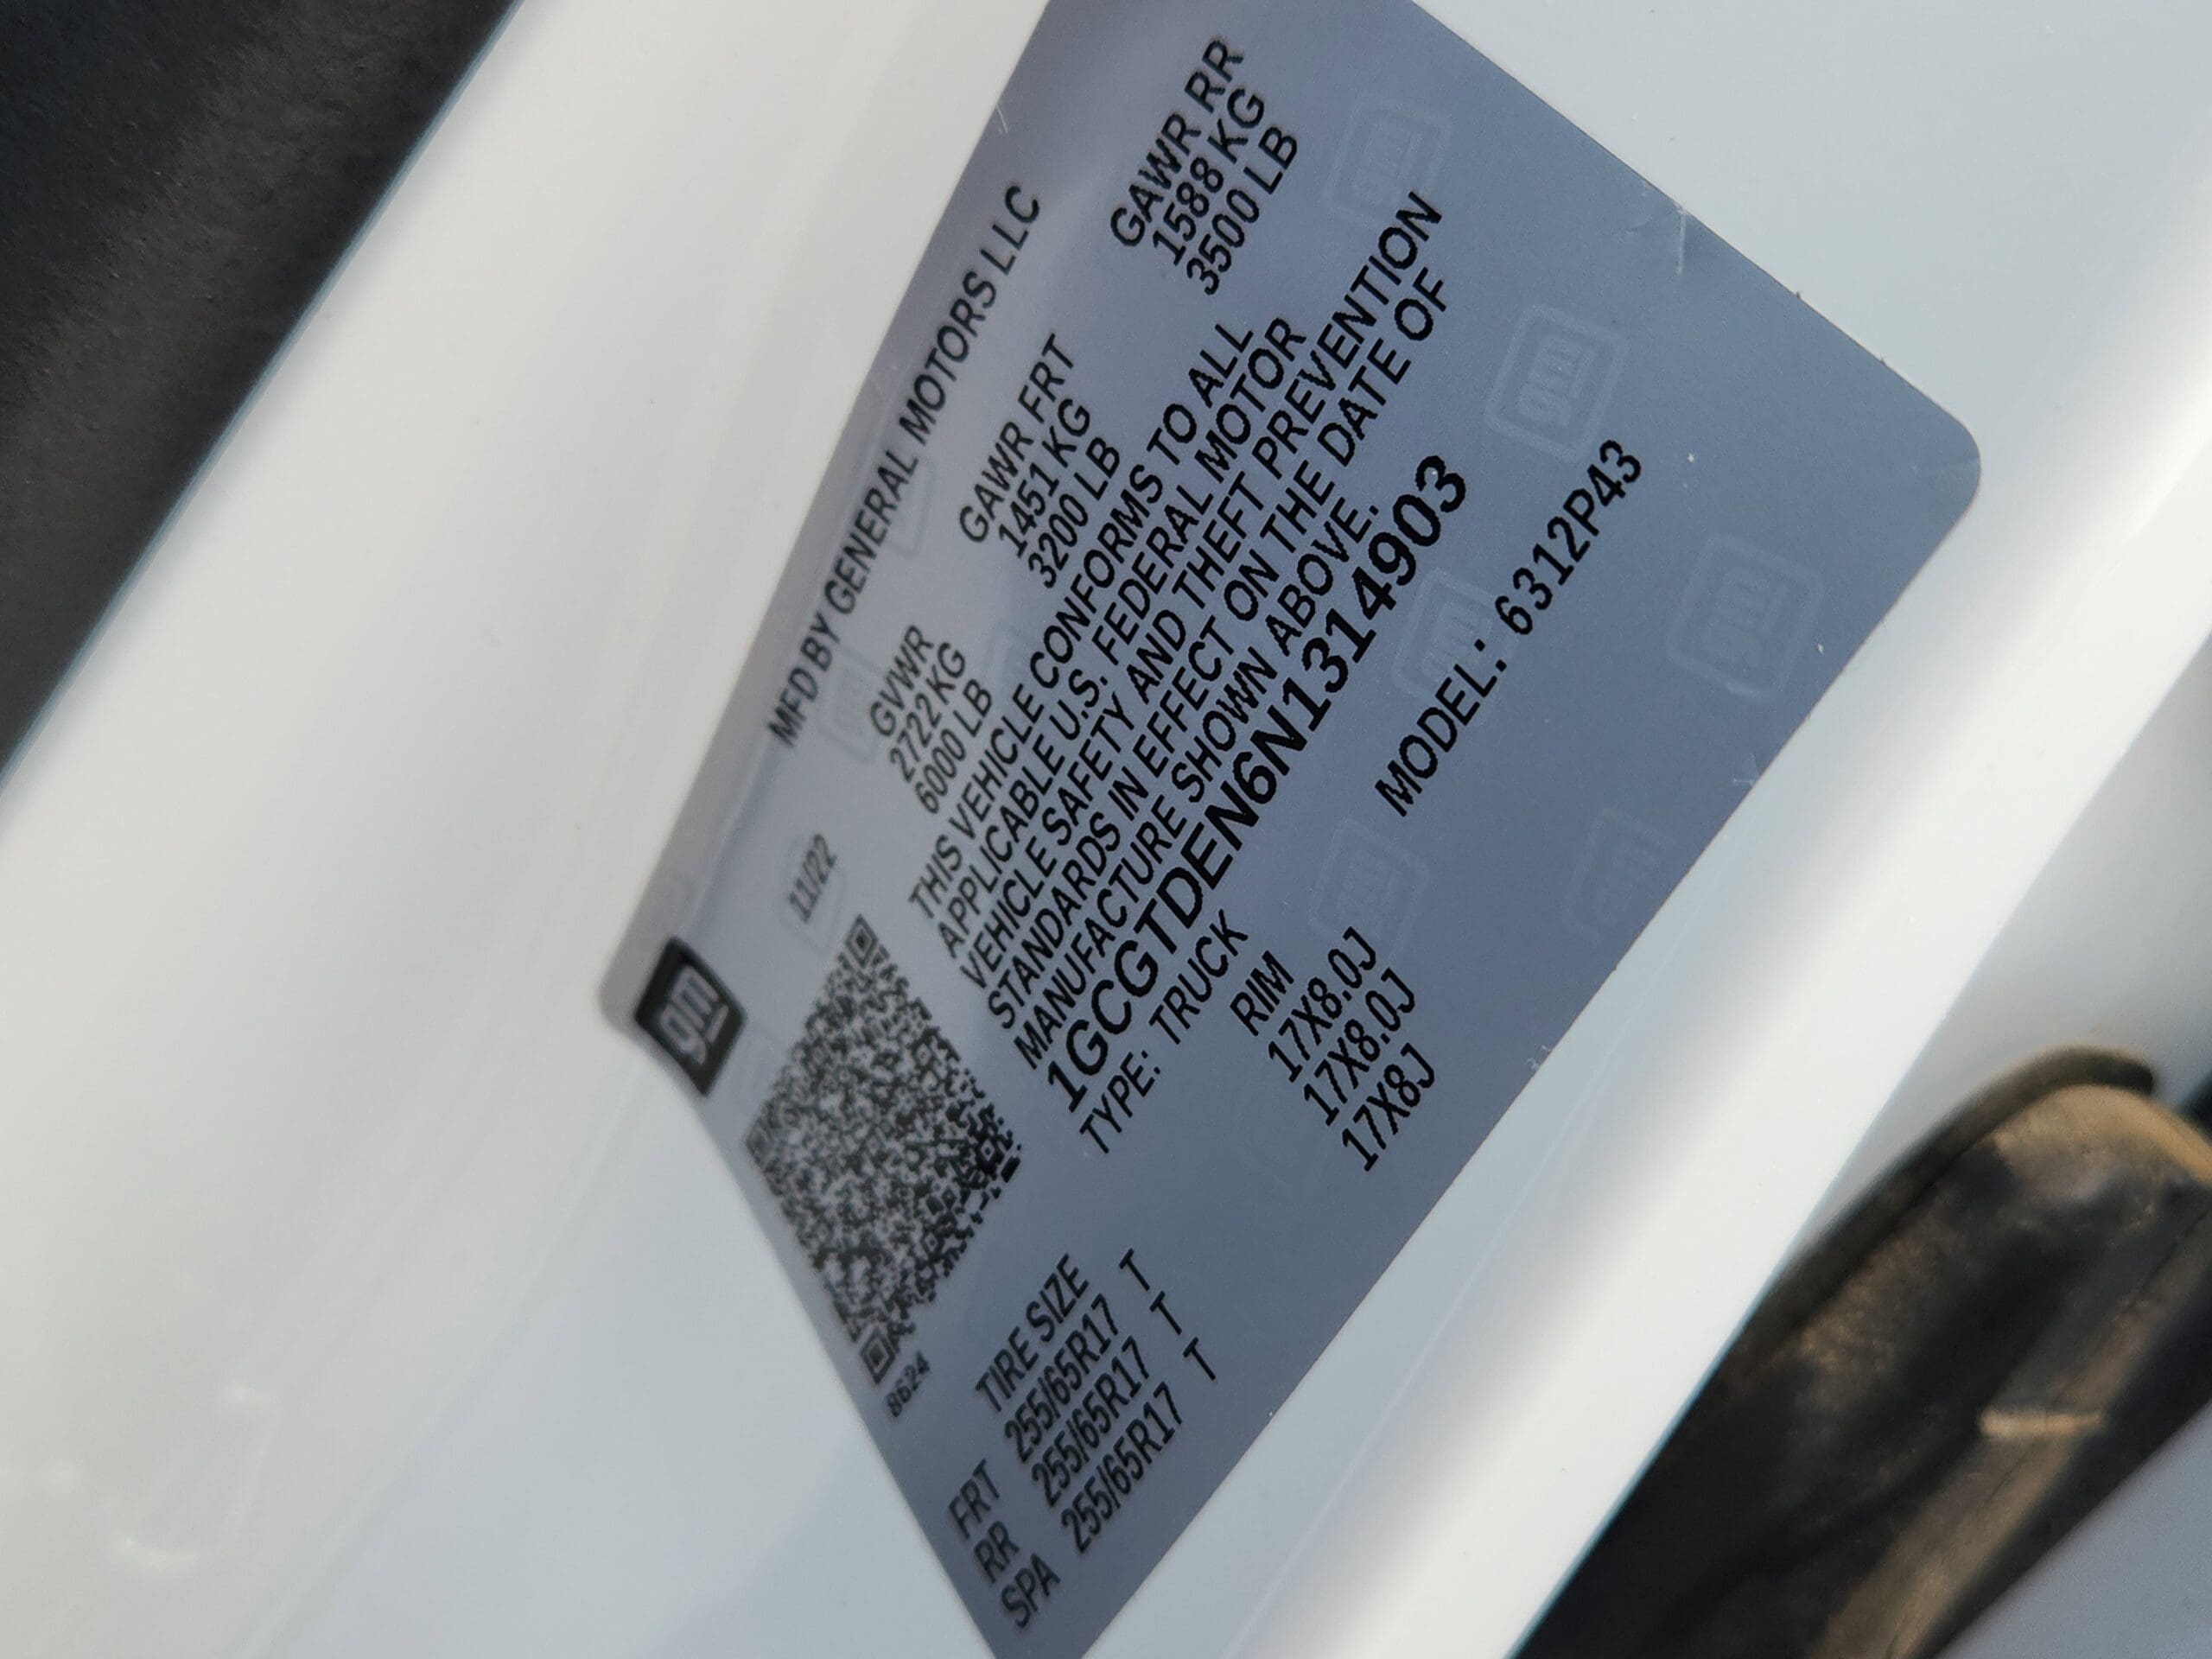 gm
MFD BY GENERAL MOTORS LLC
11/22
GVWR GAWR FRT GAWR RR
2722 KG 1451 KG 1588 KG
6000 LB 3200 LB 3500 LB
THIS VEHICLE CONFORMS TO ALL
APPLICABLE U.S. FEDERAL MOTOR
VEHICLE SAFETY AND THEFT PREVENTION
STANDARDS IN EFFECT ON THE DATE OF
MANUFACTURE SHOWN ABOVE.
1GCGTDEN6N1314903
8624
TYPE: TRUCK MODEL: 6312P43
TIRE SIZE RIM
FRT 255/65R17 T 17X8.0J
RR 255/65R17 T 17X8.0J
SPA 255/65R17 T 17X8J